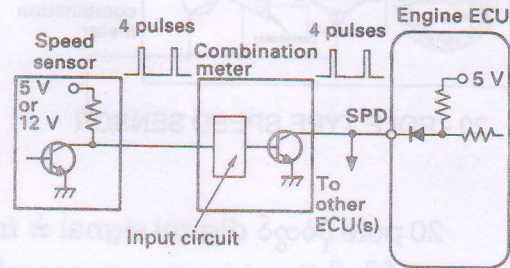 4 pulses
4 pulses
Engine ECU
Speed
sensor
Combination
meter
5 V
or
12 V
5 V
SPD
To
other
ECU(s)
Input circuit